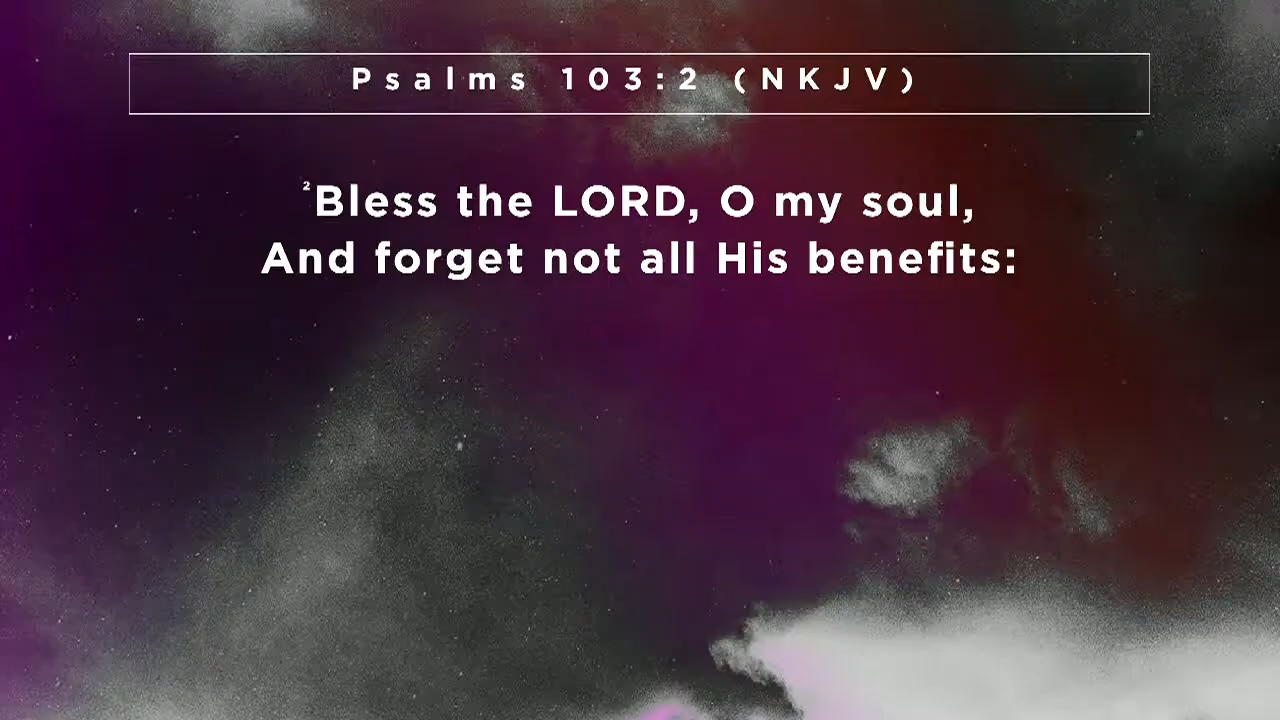 Psalms 103:2 (NKJV)
²Bless the LORD, O my soul,
And forget not all His benefits: